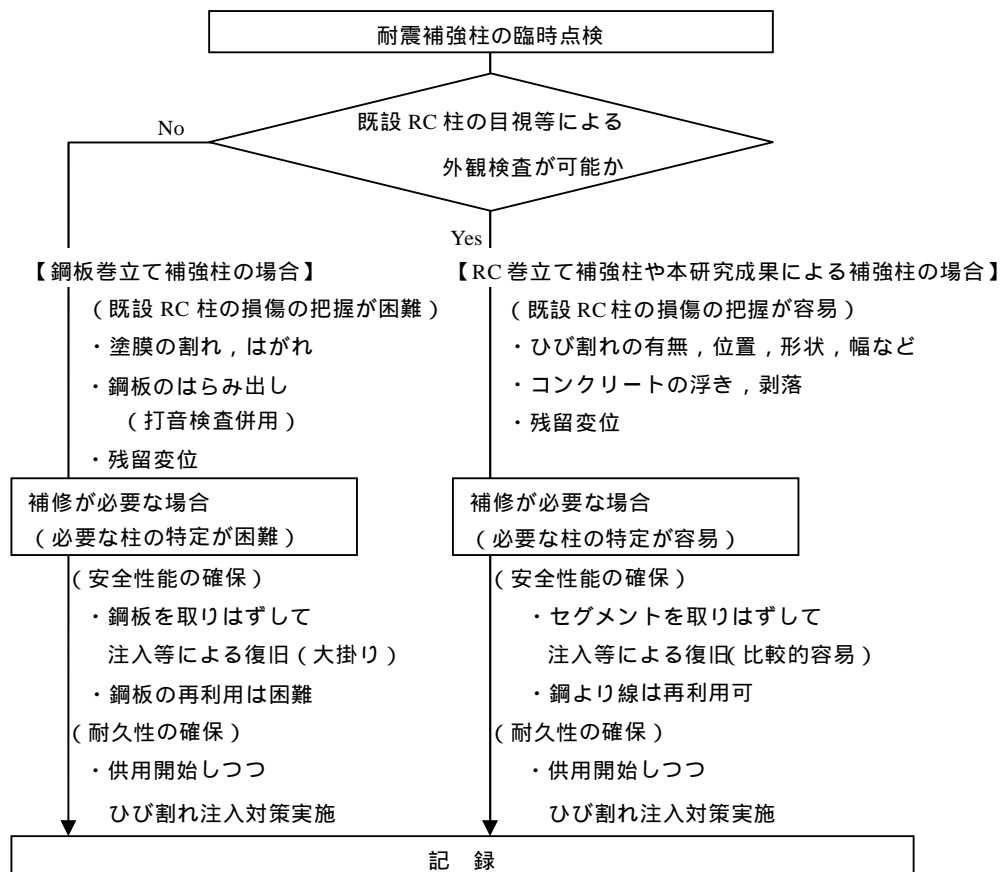 耐震補強柱の臨時点検
既設 RC 柱の目視等による
外観検査が可能か
No
Yes
【鋼板巻立て補強柱の場合】
（既設 RC 柱の損傷の把握が困難）
・塗膜の割れ，はがれ
・鋼板のはらみ出し
（打音検査併用）
・残留変位
補修が必要な場合
（必要な柱の特定が困難）
（安全性能の確保）
・鋼板を取りはずして
注入等による復旧（大掛り）
・鋼板の再利用は困難
（耐久性の確保）
・供用開始しつつ
ひび割れ注入対策実施
【RC 巻立て補強柱や本研究成果による補強柱の場合】
（既設 RC 柱の損傷の把握が容易）
・ひび割れの有無，位置，形状，幅など
・コンクリートの浮き，剥落
・残留変位
補修が必要な場合
（必要な柱の特定が容易）
（安全性能の確保）
・セグメントを取りはずして
注入等による復旧（比較的容易）
・鋼より線は再利用可
（耐久性の確保）
・供用開始しつつ
ひび割れ注入対策実施
記　録